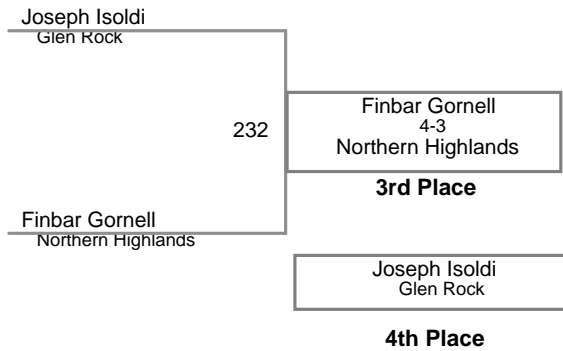 Joseph Isoldi
Glen Rock
232
Finbar Gornell
4-3
Northern Highlands
3rd Place
Finbar Gornell
Northern Highlands
Joseph Isoldi
Glen Rock
4th Place